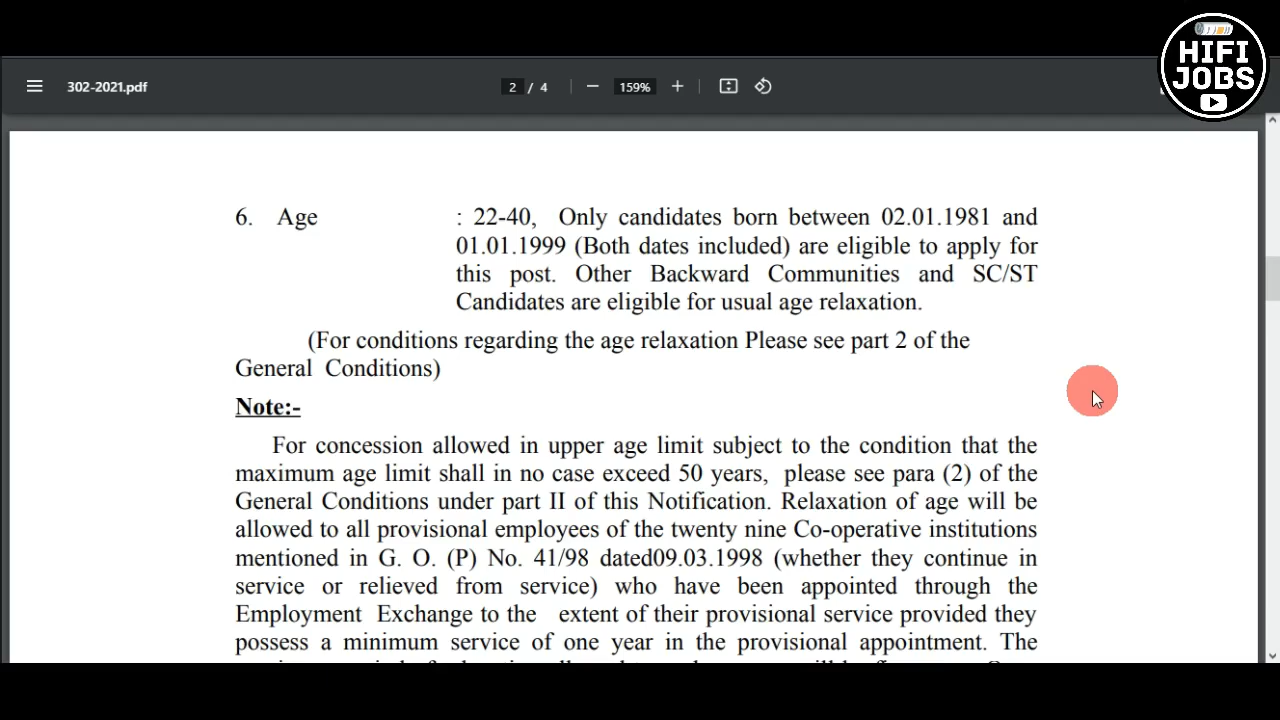 HIFI
JOBS
302-2021.pdf
2 / 4
159%
6. Age : 22-40, Only candidates born between 02.01.1981 and
01.01.1999 (Both dates included) are eligible to apply for
this post. Other Backward Communities and SC/ST
Candidates are eligible for usual age relaxation.
(For conditions regarding the age relaxation Please see part 2 of the
General Conditions)
Note:-
For concession allowed in upper age limit subject to the condition that the
maximum age limit shall in no case exceed 50 years, please see para (2) of the
General Conditions under part II of this Notification. Relaxation of age will be
allowed to all provisional employees of the twenty nine Co-operative institutions
mentioned in G. O. (P) No. 41/98 dated09.03.1998 (whether they continue in
service or relieved from service) who have been appointed through the
Employment Exchange to the extent of their provisional service provided they
possess a minimum service of one year in the provisional appointment. The